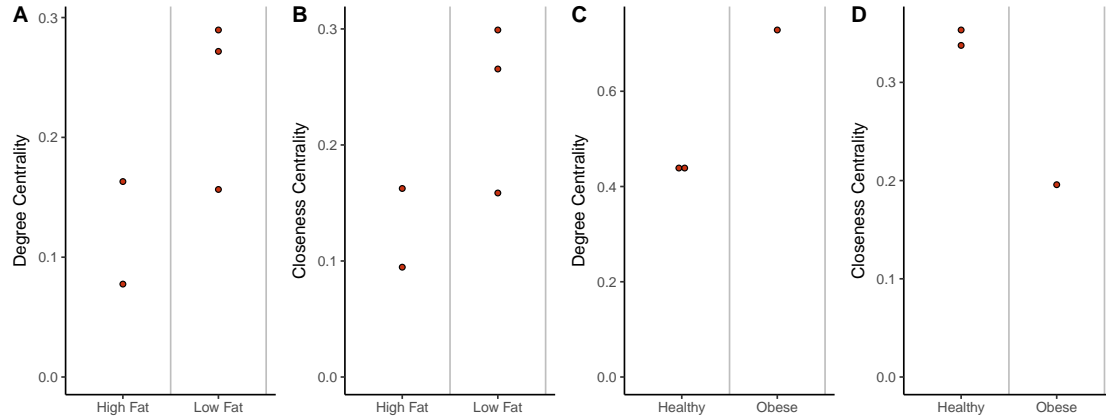 A
Degree Centrality
0.3
0.2
0.1
0.0
High Fat
Low Fat
B
Closeness Centrality
0.3
0.2
0.1
0.0
High Fat
Low Fat
C
Degree Centrality
0.6
0.4
0.2
0.0
Healthy
Obese
D
Closeness Centrality
0.3
0.2
0.1
0.0
Healthy
Obese